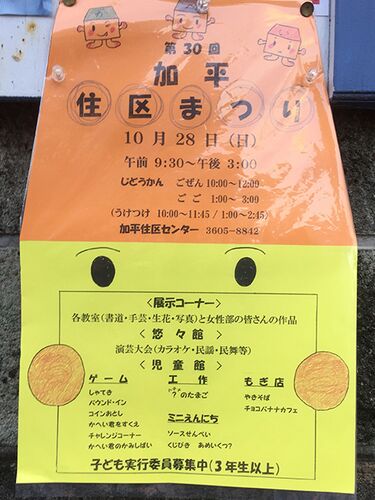 第30回
加平
住区まつり
10月28日(日)
午前 9:30～午後 3:00
じどうかん ごぜん 10:00～12:00
ごご 1:00～3:00
(うけつけ 10:00～11:45 / 1:00～2:45)
加平住区センター 3605-8842
〈展示コーナー〉
各教室(書道・手芸・生花・写真)と女性部の皆さんの作品
〈悠々館〉
演芸大会(カラオケ・民謡・民舞等)
〈児童館〉
ゲーム
しゃてき
バウンド・イン
コインおとし
かへい君をすくえ
チャレンジコーナー
かへい君のかみしばい
工作
?のたまご
ミニえんにち
ソースせんべい
くじびき あめいくつ?
もぎ店
やきそば
チョコバナナカフェ
子ども実行委員募集中(3年生以上)